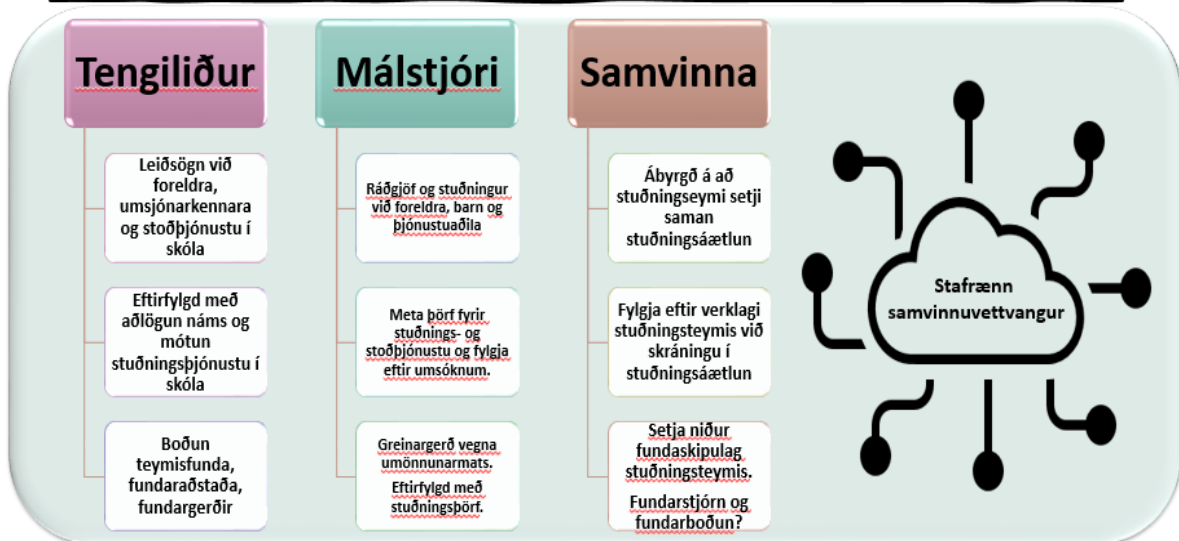 Tengiliður
Leiðsögn við
foreldra,
umsjónarkennara
og stoðþjónustu í
skóla
Eftirfylgd með
aðlögun náms og
mótun
stuðningsþjónustu í
skóla
Boðun
teymisfunda,
fundaraðstaða,
fundargerðir
Málstjóri
Ráðgjöf og stuðningur
við foreldra, barn og
þjónustuaðila
Meta þörf fyrir
stuðnings- og
stoðþjónustu og fylgja
eftir umsóknum.
Greinargerð vegna
umönnunarmats.
Eftirfylgd með
stuðningsþörf.
Samvinna
Ábyrgð á að
stuðningseymi setji
saman
stuðningsáætlun
Fylgja eftir verklagi
stuðningsteymis við
skráningu í
stuðningsáætlun
Setja niður
fundaskipulag
stuðningsteymis.
Fundarstjórn og
fundarboðun?
Stafrænn
samvinnuvettvangur